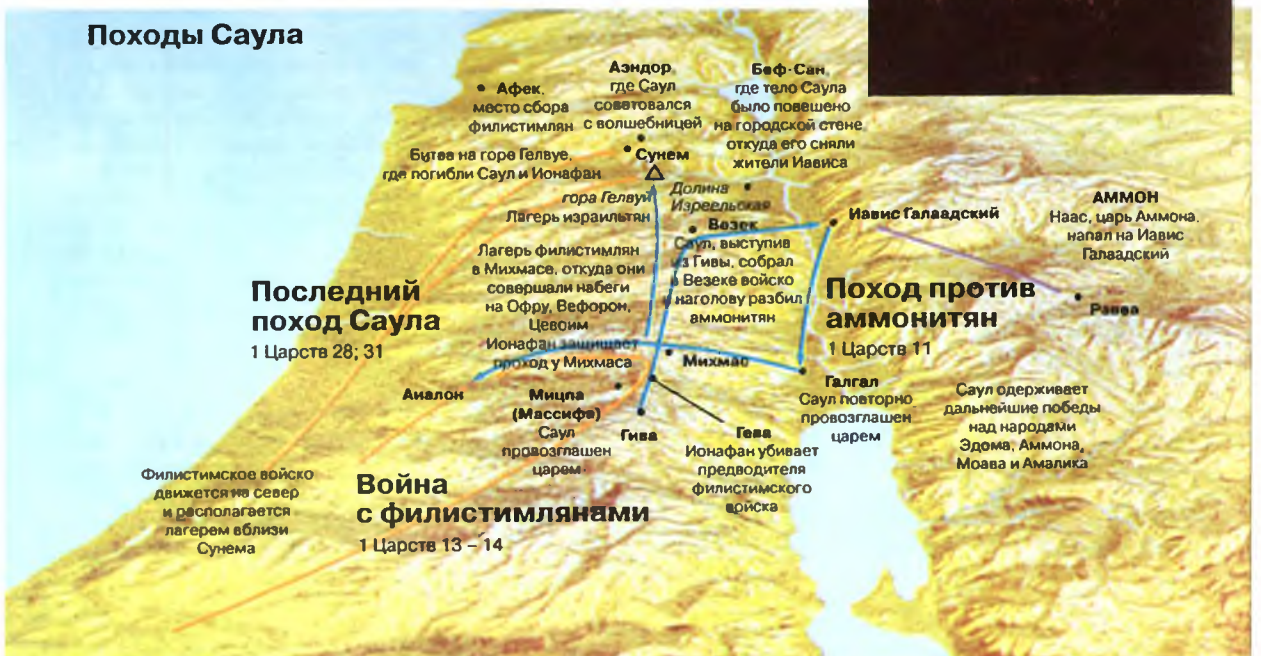 Походы Саула
• Афек,
место сбора
филистимлян
Аэндор,
где Саул
советовался
с волшебницей
Беф-Сан,
где тело Саула
было повешено
на городской стене,
откуда его сняли
жители Иависа
Битва на горе Гелвуе,
где погибли Саул и Ионафан
Сунем
гора Гелвуй
Лагерь израильтян
Долина
Изреельская
Везек
Саул, выступив
из Гивы, собрал
в Везеке войско
и наголову разбил
аммонитян
Иавис Галаадский
АММОН
Наас, царь Аммона,
напал на Иавис
Галаадский
Равва
Лагерь филистимлян
в Михмасе, откуда они
совершали набеги
на Офру, Вефорон,
Цевоим
Ионафан защищает
проход у Михмаса
Последний
поход Саула
1 Царств 28; 31
Поход против
аммонитян
1 Царств 11
Михмас
Аиалон
Мицпа
(Массифа)
Саул
провозглашен
царем
Гива
Гева
Ионафан убивает
предводителя
филистимского
войска
Галгал
Саул повторно
провозглашен
царем
Саул одерживает
дальнейшие победы
над народами
Эдома, Аммона,
Моава и Амалика
Филистимское войско
движется на север
и располагается
лагерем вблизи
Сунема
Война
с филистимлянами
1 Царств 13 – 14